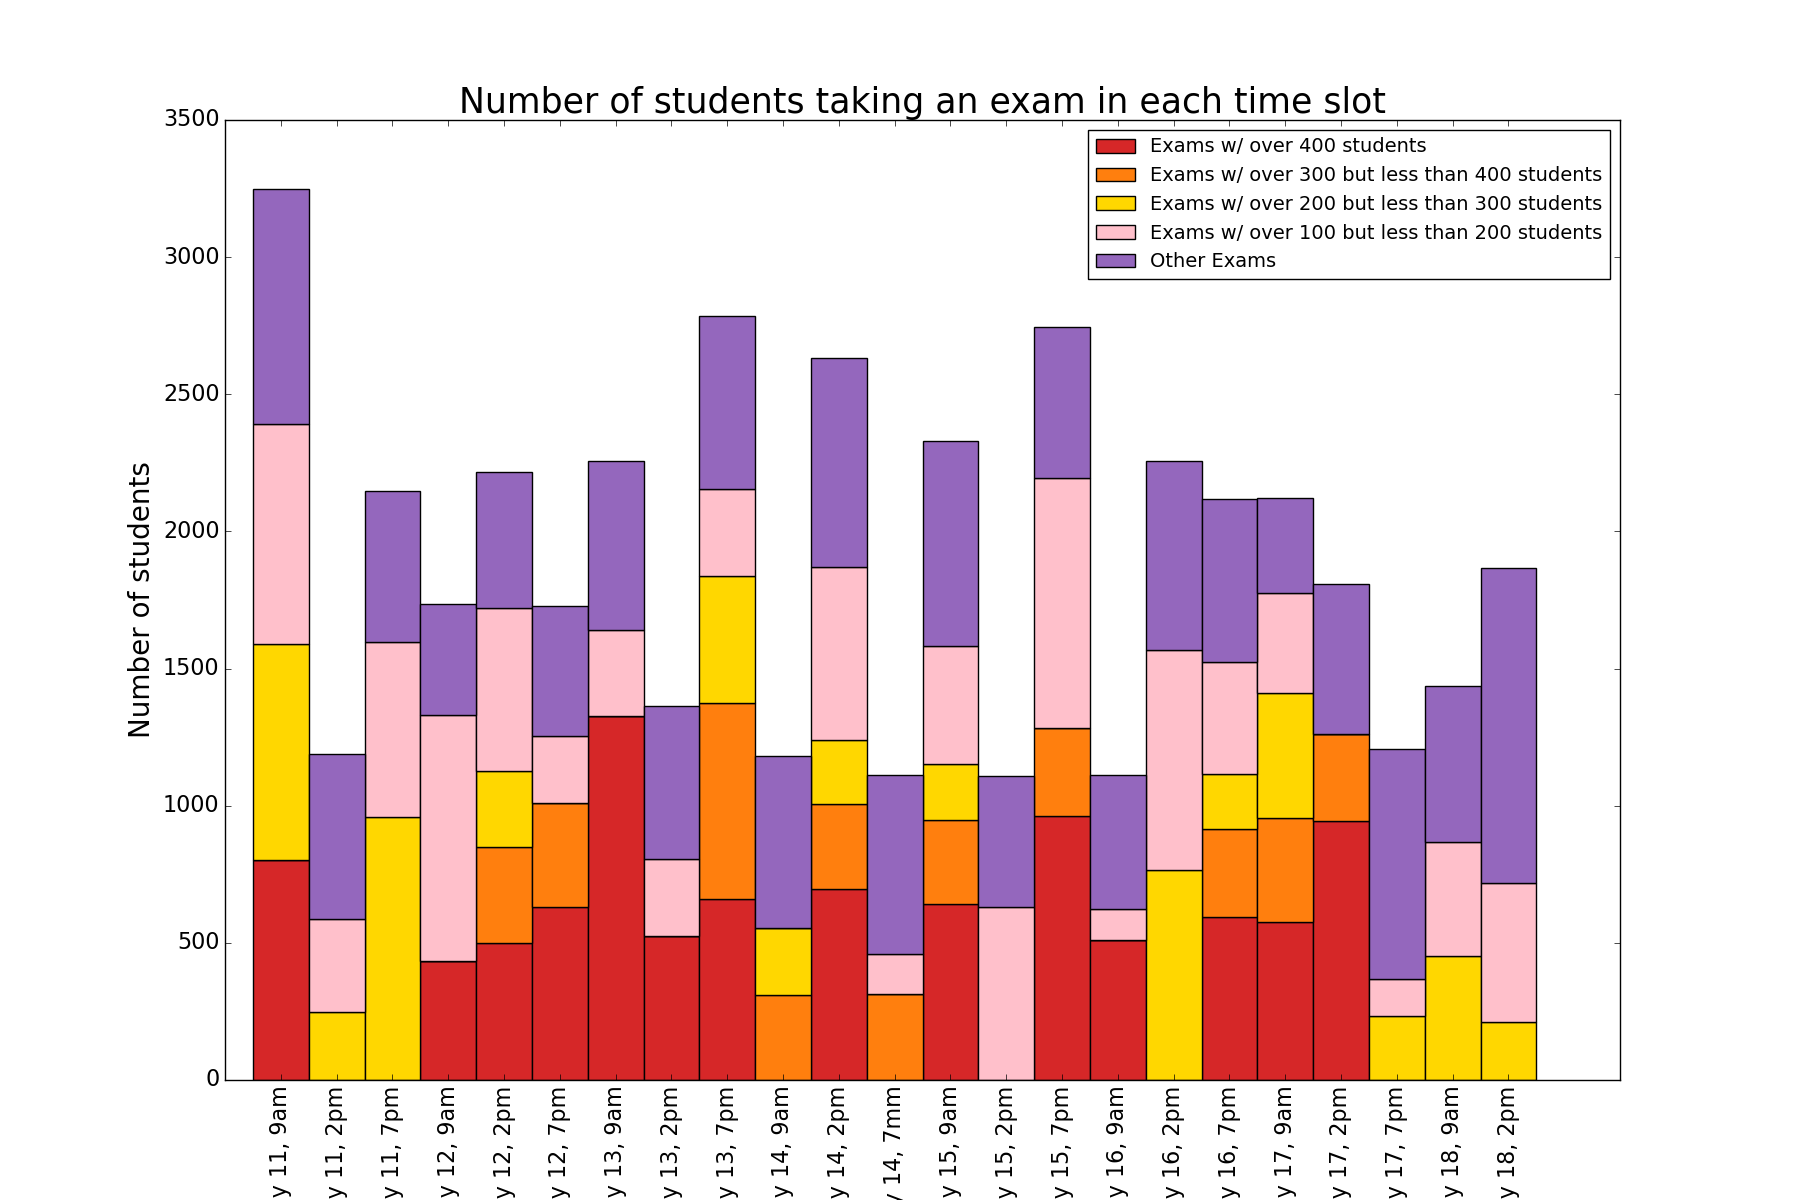 Number of students taking an exam in each time slot
3500
3000
2500
2000
1500
1000
500
0
Number of students
Exams w/ over 400 students
Exams w/ over 300 but less than 400 students
Exams w/ over 200 but less than 300 students
Exams w/ over 100 but less than 200 students
Other Exams
y 11, 9am
y 11, 2pm
y 11, 7pm
y 12, 9am
y 12, 2pm
y 12, 7pm
y 13, 9am
y 13, 2pm
y 13, 7pm
y 14, 9am
y 14, 2pm
y 14, 7mm
y 15, 9am
y 15, 2pm
y 15, 7pm
y 16, 9am
y 16, 2pm
y 16, 7pm
y 17, 9am
y 17, 2pm
y 17, 7pm
y 18, 9am
y 18, 2pm